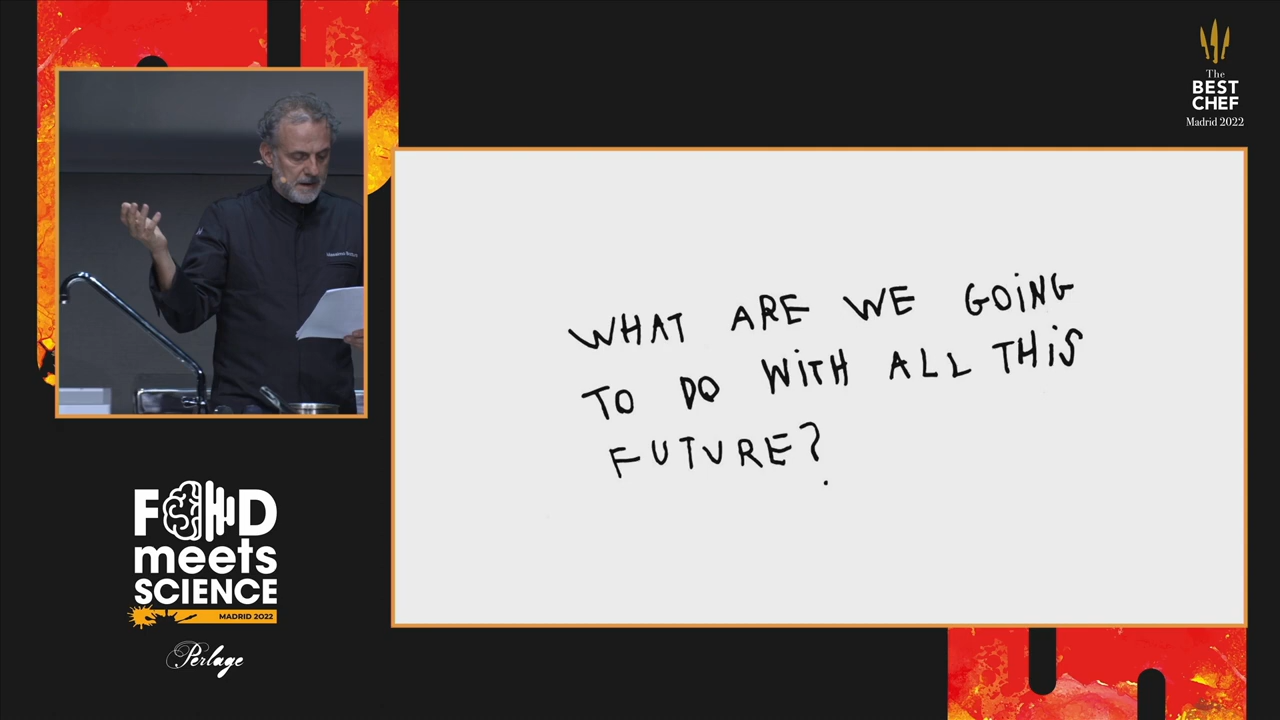 The
BEST
CHEF
Madrid 2022
WHAT ARE WE GOING
TO DO WITH ALL THIS
FUTURE?
FOOD
meets
SCIENCE
MADRID 2022
Perlage